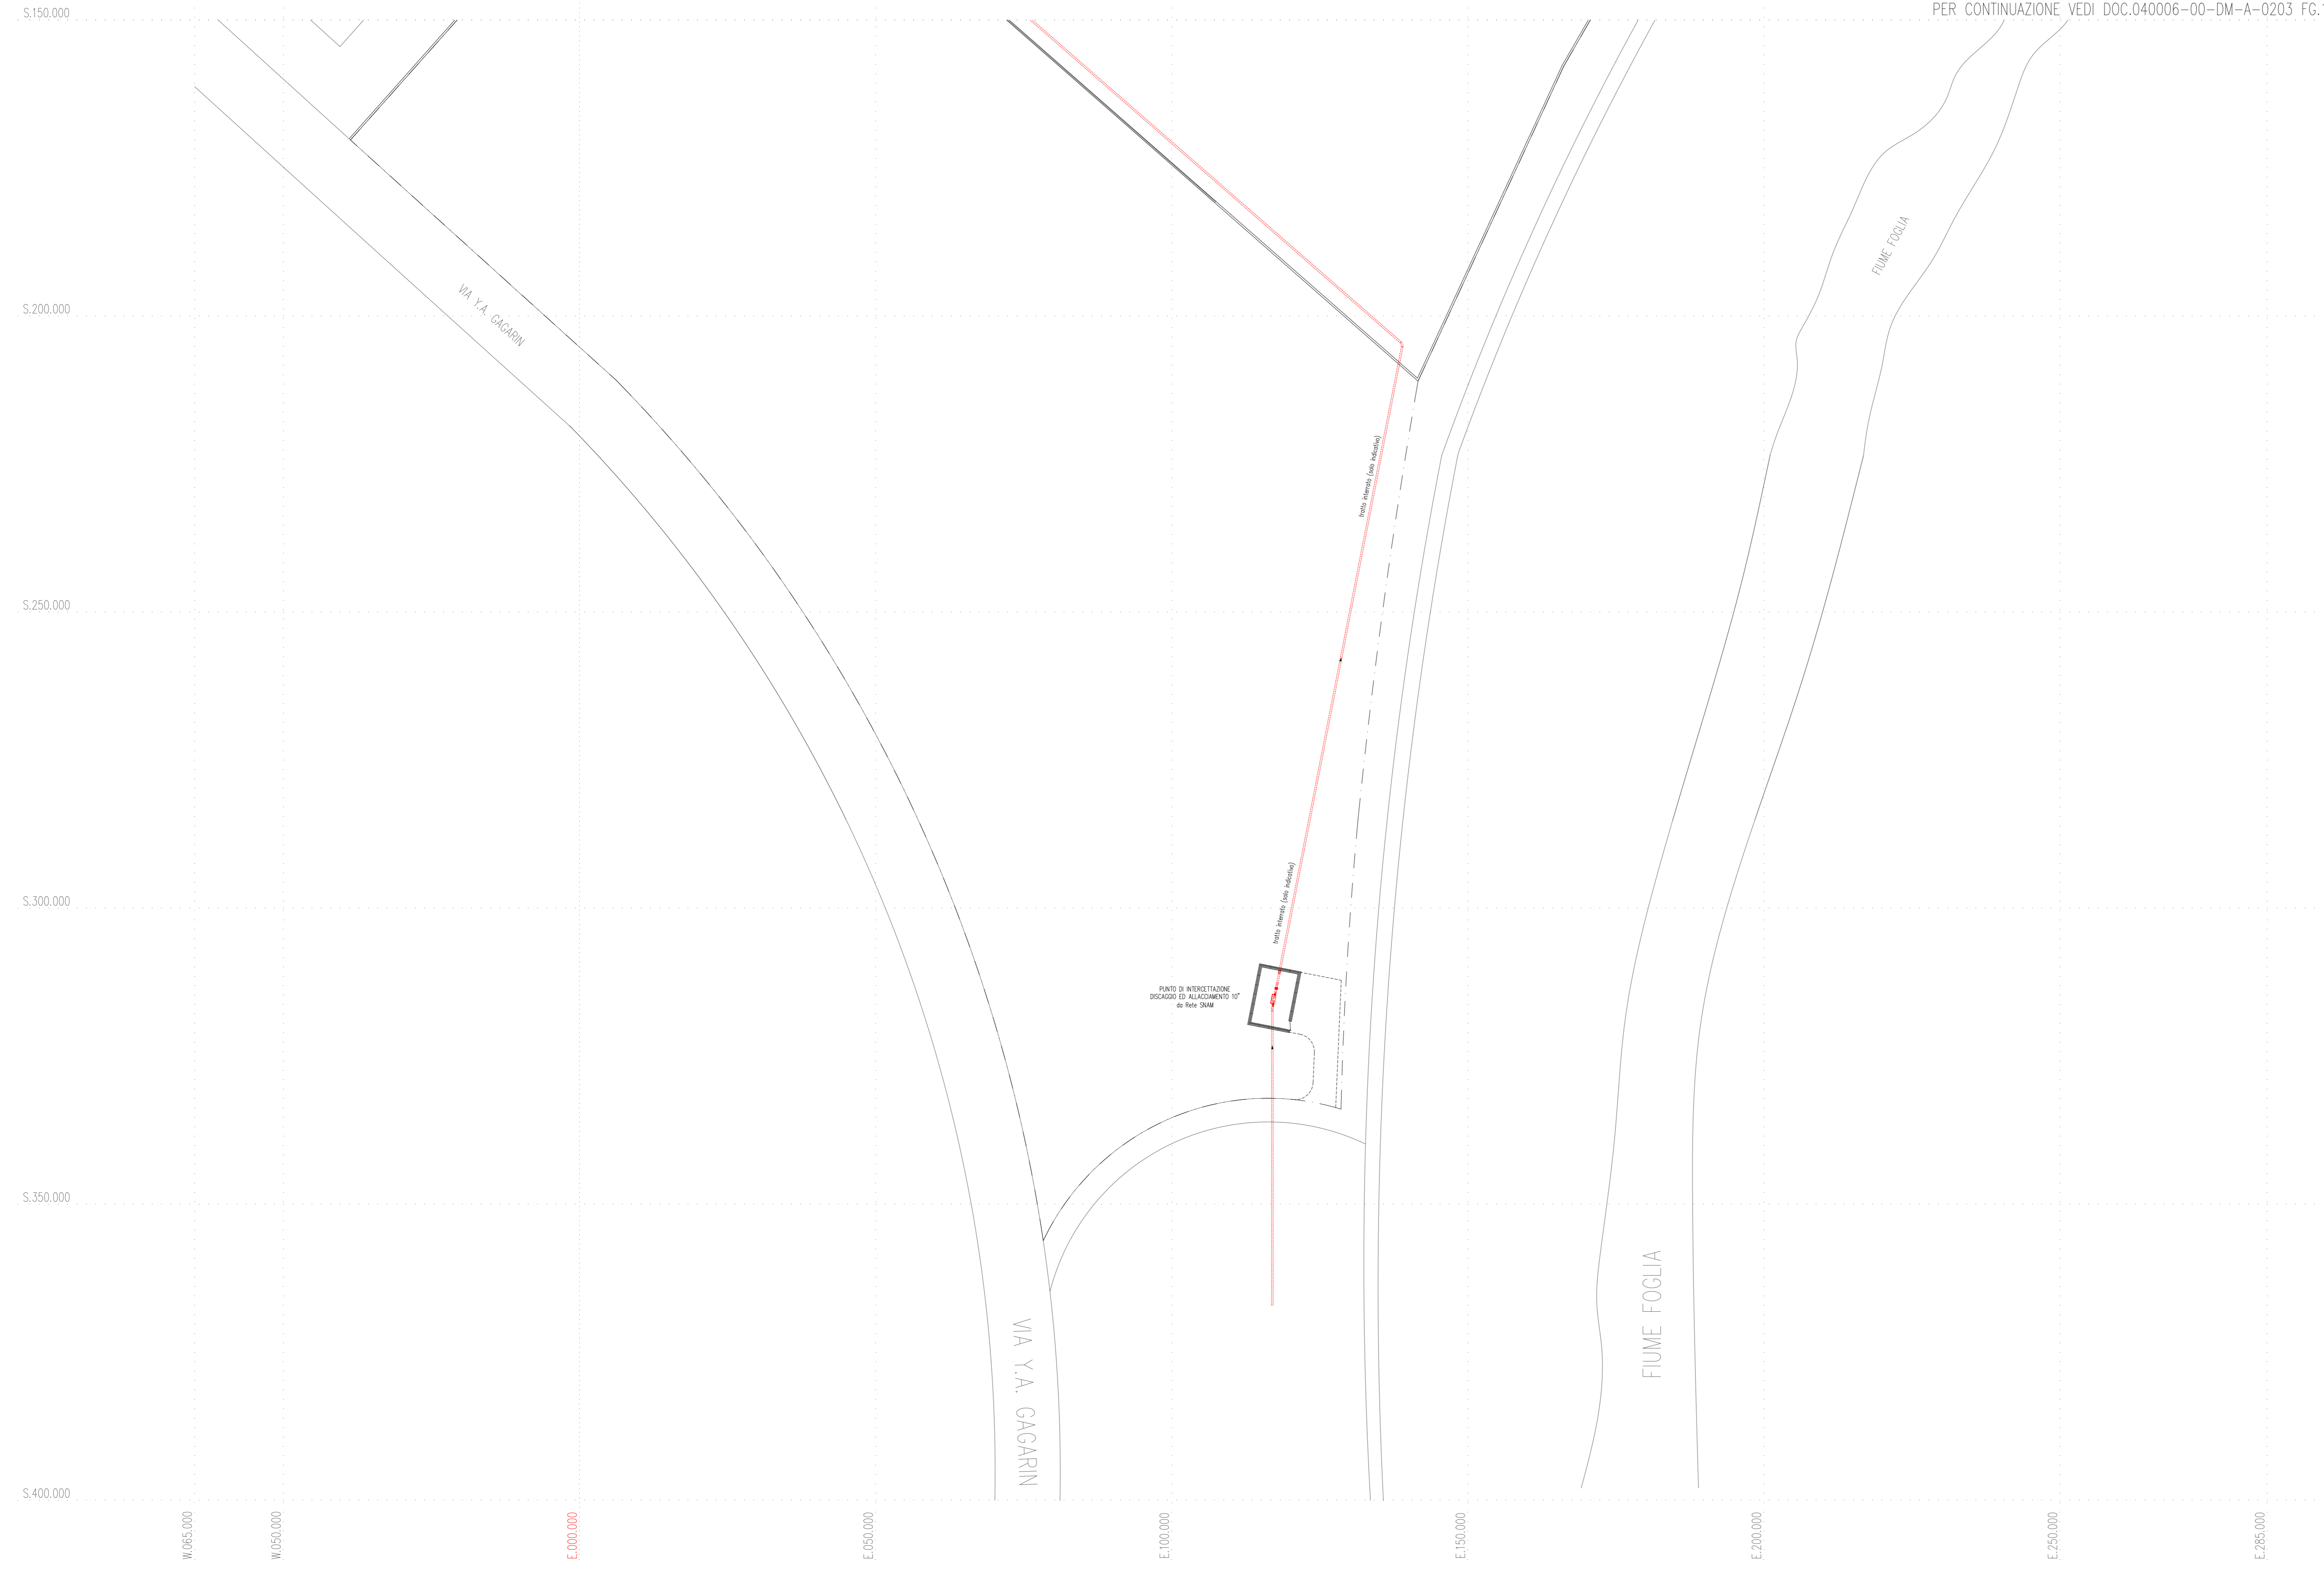 S.150.000
PER CONTINUAZIONE VEDI DOC.040006-00-DM-A-0203 FG.
FIUME FOGLIA
VIA Y.A. GAGARIN
S.200.000
tratto interrato (solo indicativo)
S.250.000
S.300.000
tratto interrato (solo indicativo)
PUNTO DI INTERCETTAZIONE
DISCAGGIO ED ALLACCIAMENTO 10"
da Rete SNAM
S.350.000
FIUME FOGLIA
VIA Y.A. GAGARIN
S.400.000
W.065.000
W.050.000
E.000.000
E.050.000
E.100.000
E.150.000
E.200.000
E.250.000
E.285.000